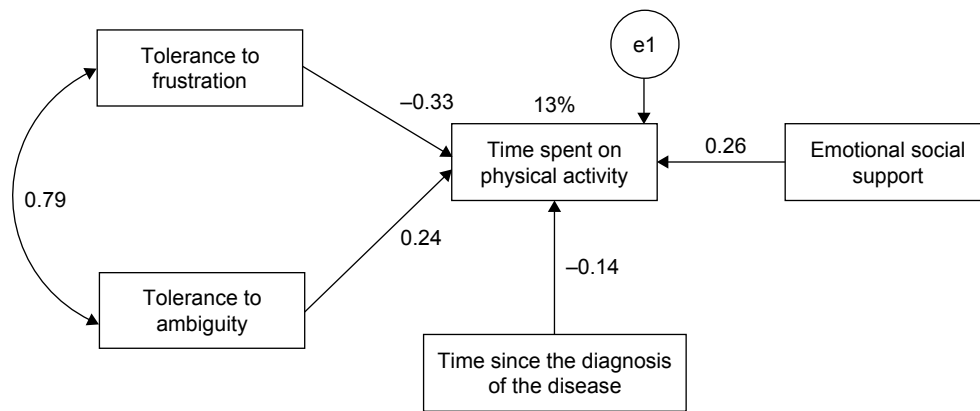 e1
Tolerance to
frustration
–0.33
13%
Time spent on
physical activity
0.26
Emotional social
support
0.79
0.24
–0.14
Tolerance to
ambiguity
Time since the diagnosis
of the disease